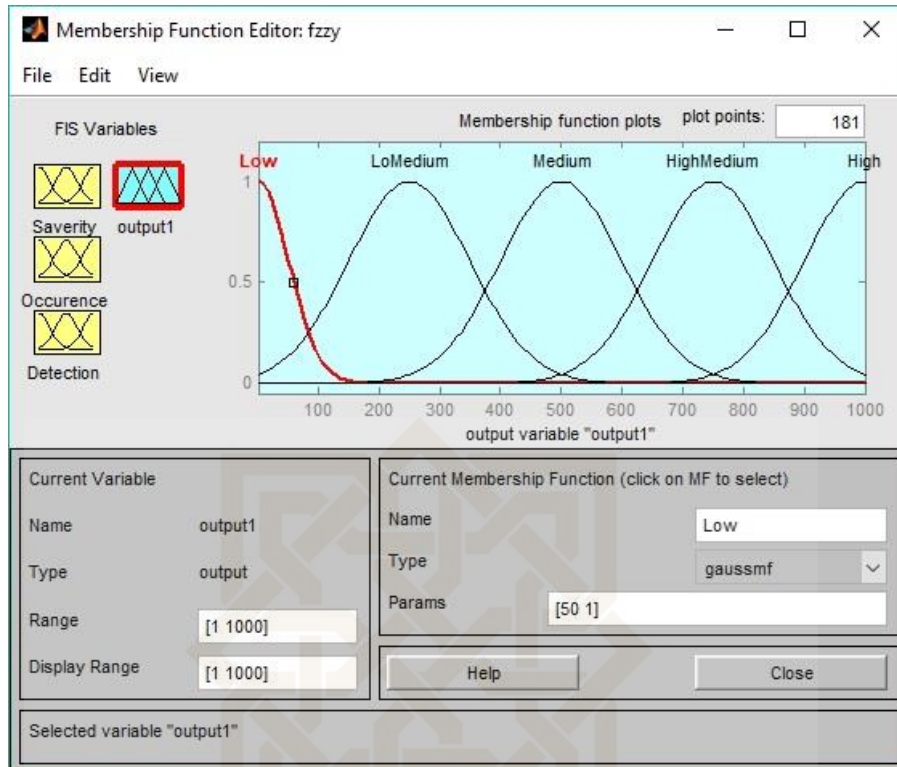 Membership Function Editor: fzzy
File Edit View
FIS Variables
Membership function plots plot points: 181
Saverity output1
Occurence
Detection
Low LoMedium Medium HighMedium High
1
0.5
0
100 200 300 400 500 600 700 800 900 1000
output variable "output1"
Current Variable
Name output1
Type output
Range [1 1000]
Display Range [1 1000]
Current Membership Function (click on MF to select)
Name Low
Type gaussmf
Params [50 1]
Help Close
Selected variable "output1"